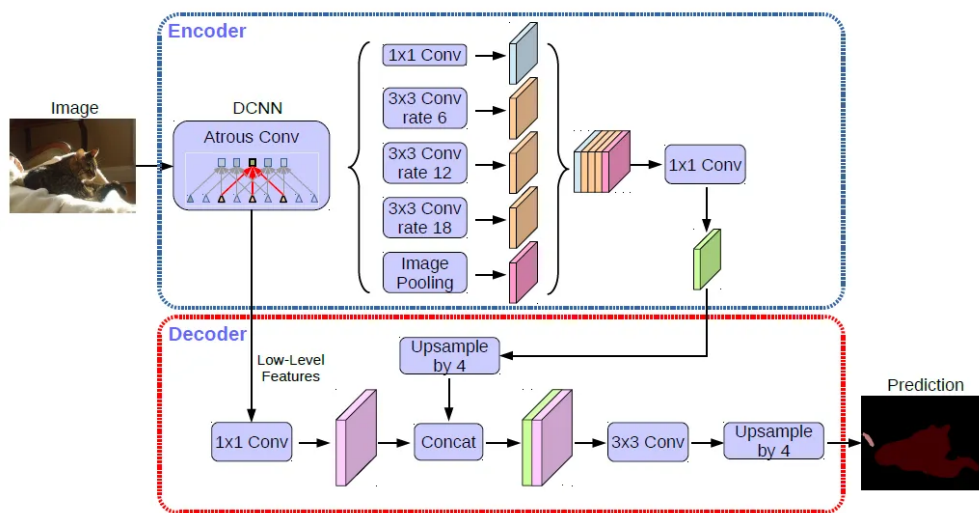 Encoder
Image
DCNN
Atrous Conv
1x1 Conv
3x3 Conv
rate 6
3x3 Conv
rate 12
3x3 Conv
rate 18
Image
Pooling
1x1 Conv
Decoder
Low-Level
Features
Upsample
by 4
1x1 Conv
Concat
3x3 Conv
Upsample
by 4
Prediction